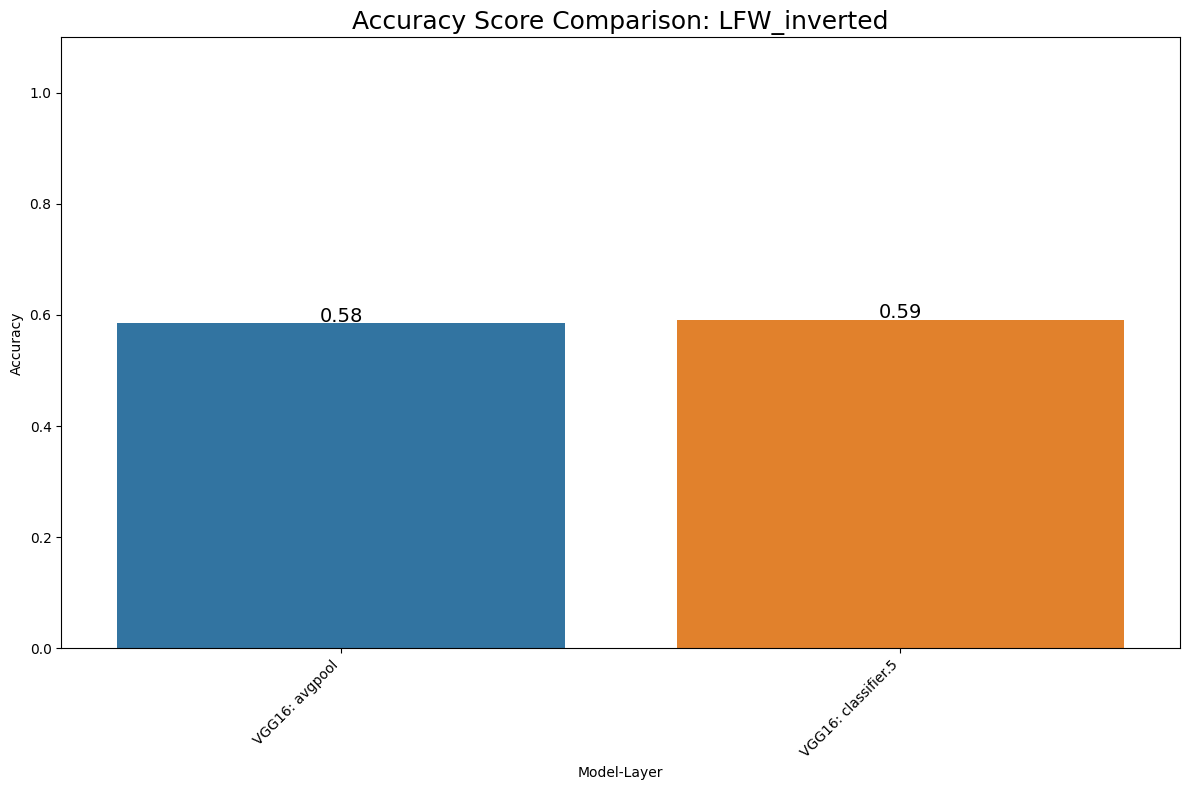 Accuracy Score Comparison: LFW_inverted
Accuracy
1.0
0.8
0.6
0.4
0.2
0.0
0.58
0.59
VGG16: avgpool
VGG16: classifier.5
Model-Layer